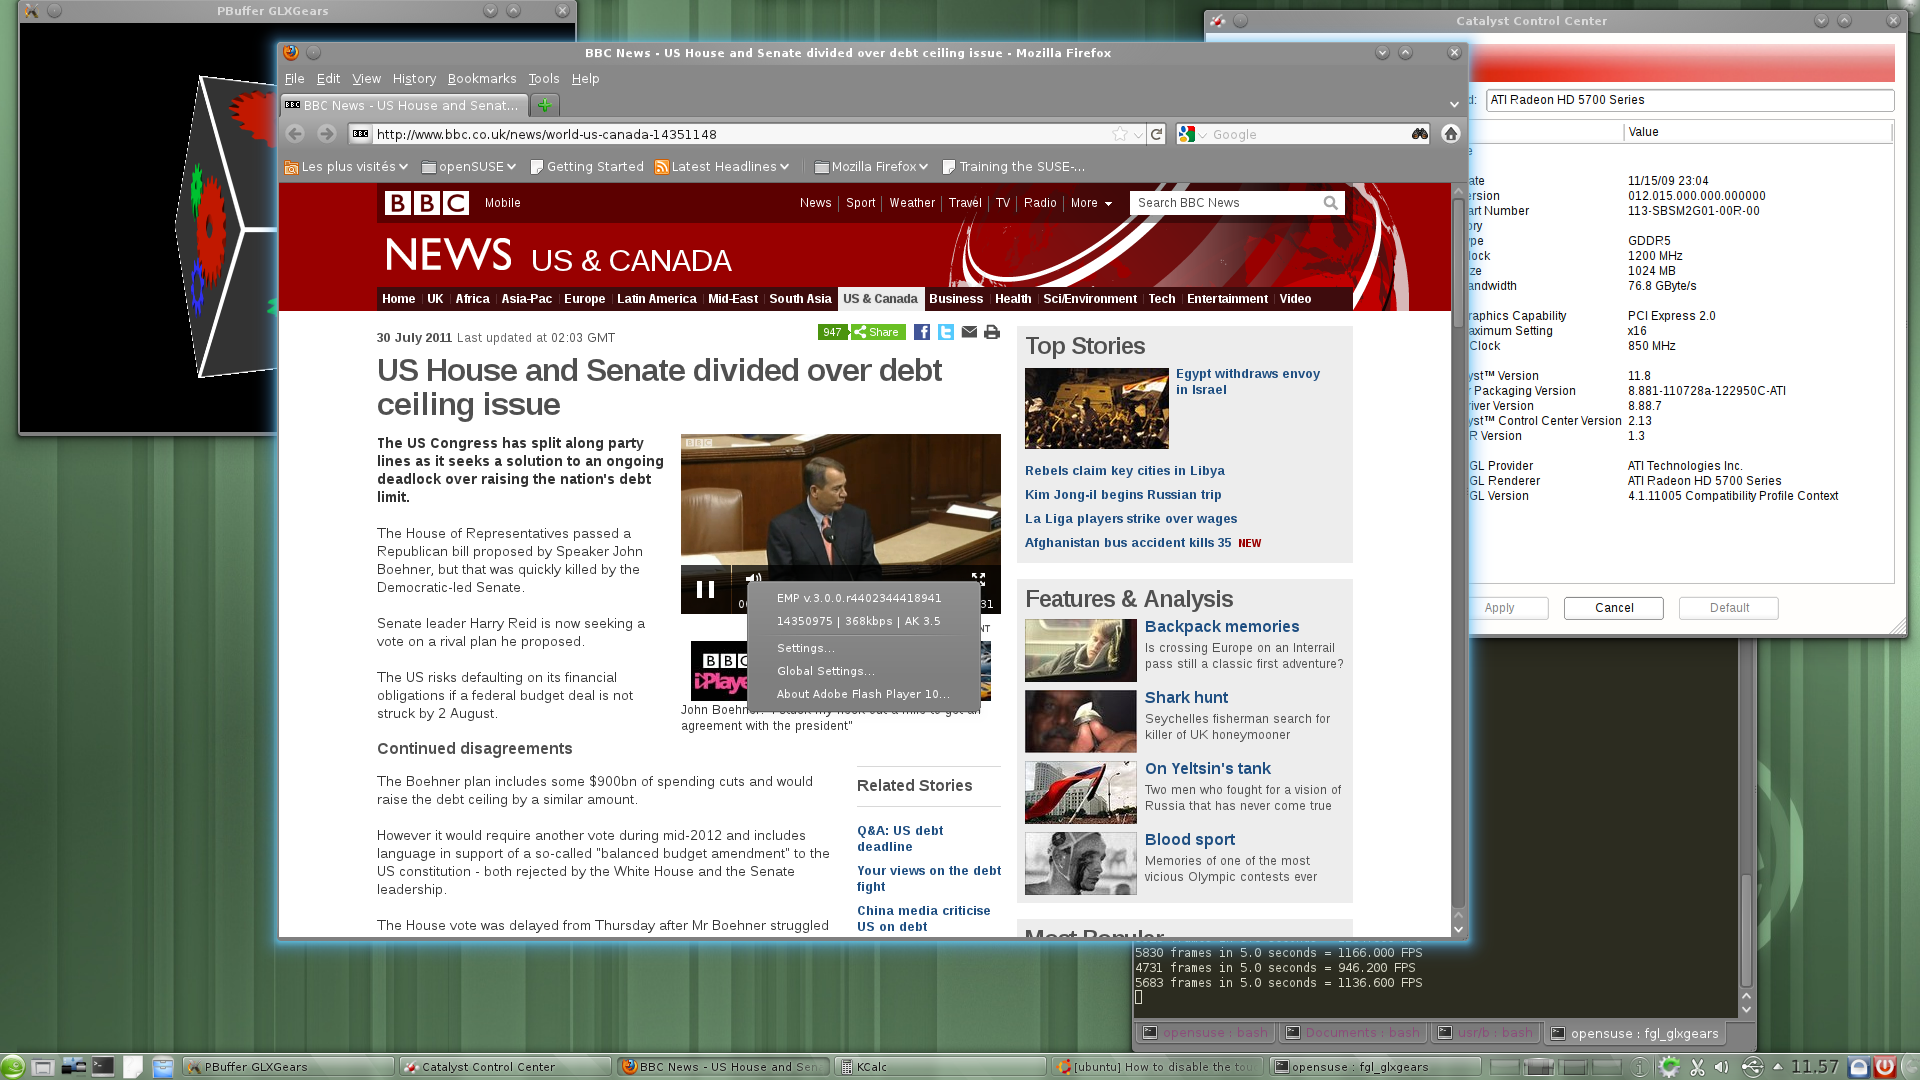 PBuffer GLXGears
Catalyst Control Center
BBC News - US House and Senate divided over debt ceiling issue - Mozilla Firefox
File Edit View History Bookmarks Tools Help
BBC News - US House and Senat...
http://www.bbc.co.uk/news/world-us-canada-14351148
Google
Les plus visités openSUSE Getting Started Latest Headlines Mozilla Firefox Training the SUSE-...
BBC Mobile News Sport Weather Travel TV Radio More Search BBC News
NEWS US & CANADA
Home UK Africa Asia-Pac Europe Latin America Mid-East South Asia US & Canada Business Health Sci/Environment Tech Entertainment Video
30 July 2011 Last updated at 02:03 GMT
947 Share
US House and Senate divided over debt
ceiling issue
The US Congress has split along party
lines as it seeks a solution to an ongoing
deadlock over raising the nation's debt
limit.
The House of Representatives passed a
Republican bill proposed by Speaker John
Boehner, but that was quickly killed by the
Democratic-led Senate.
Senate leader Harry Reid is now seeking a
vote on a rival plan he proposed.
The US risks defaulting on its financial
obligations if a federal budget deal is not
struck by 2 August.
BBC
31
EMP v.3.0.0.r4402344418941
14350975 | 368kbps | AK 3.5
Settings...
Global Settings...
About Adobe Flash Player 10...
BBC
iPlaye
John Boehner:
agreement with the president"
Continued disagreements
The Boehner plan includes some $900bn of spending cuts and would
raise the debt ceiling by a similar amount.
However it would require another vote during mid-2012 and includes
language in support of a so-called "balanced budget amendment" to the
US constitution - both rejected by the White House and the Senate
leadership.
The House vote was delayed from Thursday after Mr Boehner struggled
Related Stories
Q&A: US debt
deadline
Your views on the debt
fight
China media criticise
US on debt
Top Stories
Egypt withdraws envoy
in Israel
Rebels claim key cities in Libya
Kim Jong-il begins Russian trip
La Liga players strike over wages
Afghanistan bus accident kills 35 NEW
Features & Analysis
Backpack memories
Is crossing Europe on an Interrail
pass still a classic first adventure?
Shark hunt
Seychelles fisherman search for
killer of UK honeymooner
On Yeltsin's tank
Two men who fought for a vision of
Russia that has never come true
Blood sport
Memories of one of the most
vicious Olympic contests ever
Most Popular
d: ATI Radeon HD 5700 Series
Value
ate 11/15/09 23:04
ersion 012.015.000.000.000000
art Number 113-SBSM2G01-00R-00
ory
ype GDDR5
lock 1200 MHz
ze 1024 MB
andwidth 76.8 GByte/s
raphics Capability PCI Express 2.0
aximum Setting x16
Clock 850 MHz
yst™ Version 11.8
r Packaging Version 8.881-110728a-122950C-ATI
river Version 8.88.7
yst™ Control Center Version 2.13
R Version 1.3
GL Provider ATI Technologies Inc.
GL Renderer ATI Radeon HD 5700 Series
GL Version 4.1.11005 Compatibility Profile Context
Apply Cancel Default
5830 frames in 5.0 seconds = 1166.000 FPS
4731 frames in 5.0 seconds = 946.200 FPS
5683 frames in 5.0 seconds = 1136.600 FPS
opensuse : bash Documents : bash usr/b : bash opensuse : fgl_glxgears
PBuffer GLXGears Catalyst Control Center BBC News - US House and Sen KCalc [ubuntu] How to disable the tou opensuse : fgl_glxgears 11.57